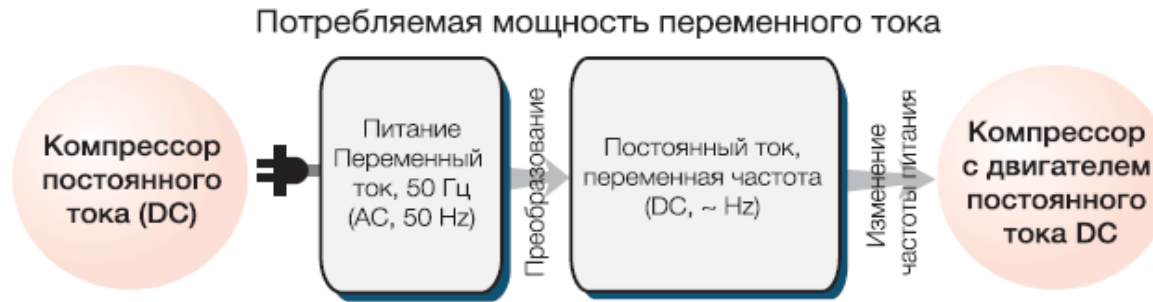 Потребляемая мощность переменного тока
Компрессор
постоянного
тока (DC)
Питание
Переменный
ток, 50 Гц
(AC, 50 Hz)
Преобразование
Постоянный ток,
переменная частота
(DC, ~ Hz)
Изменение
частоты питания
Компрессор
с двигателем
постоянного
тока DC